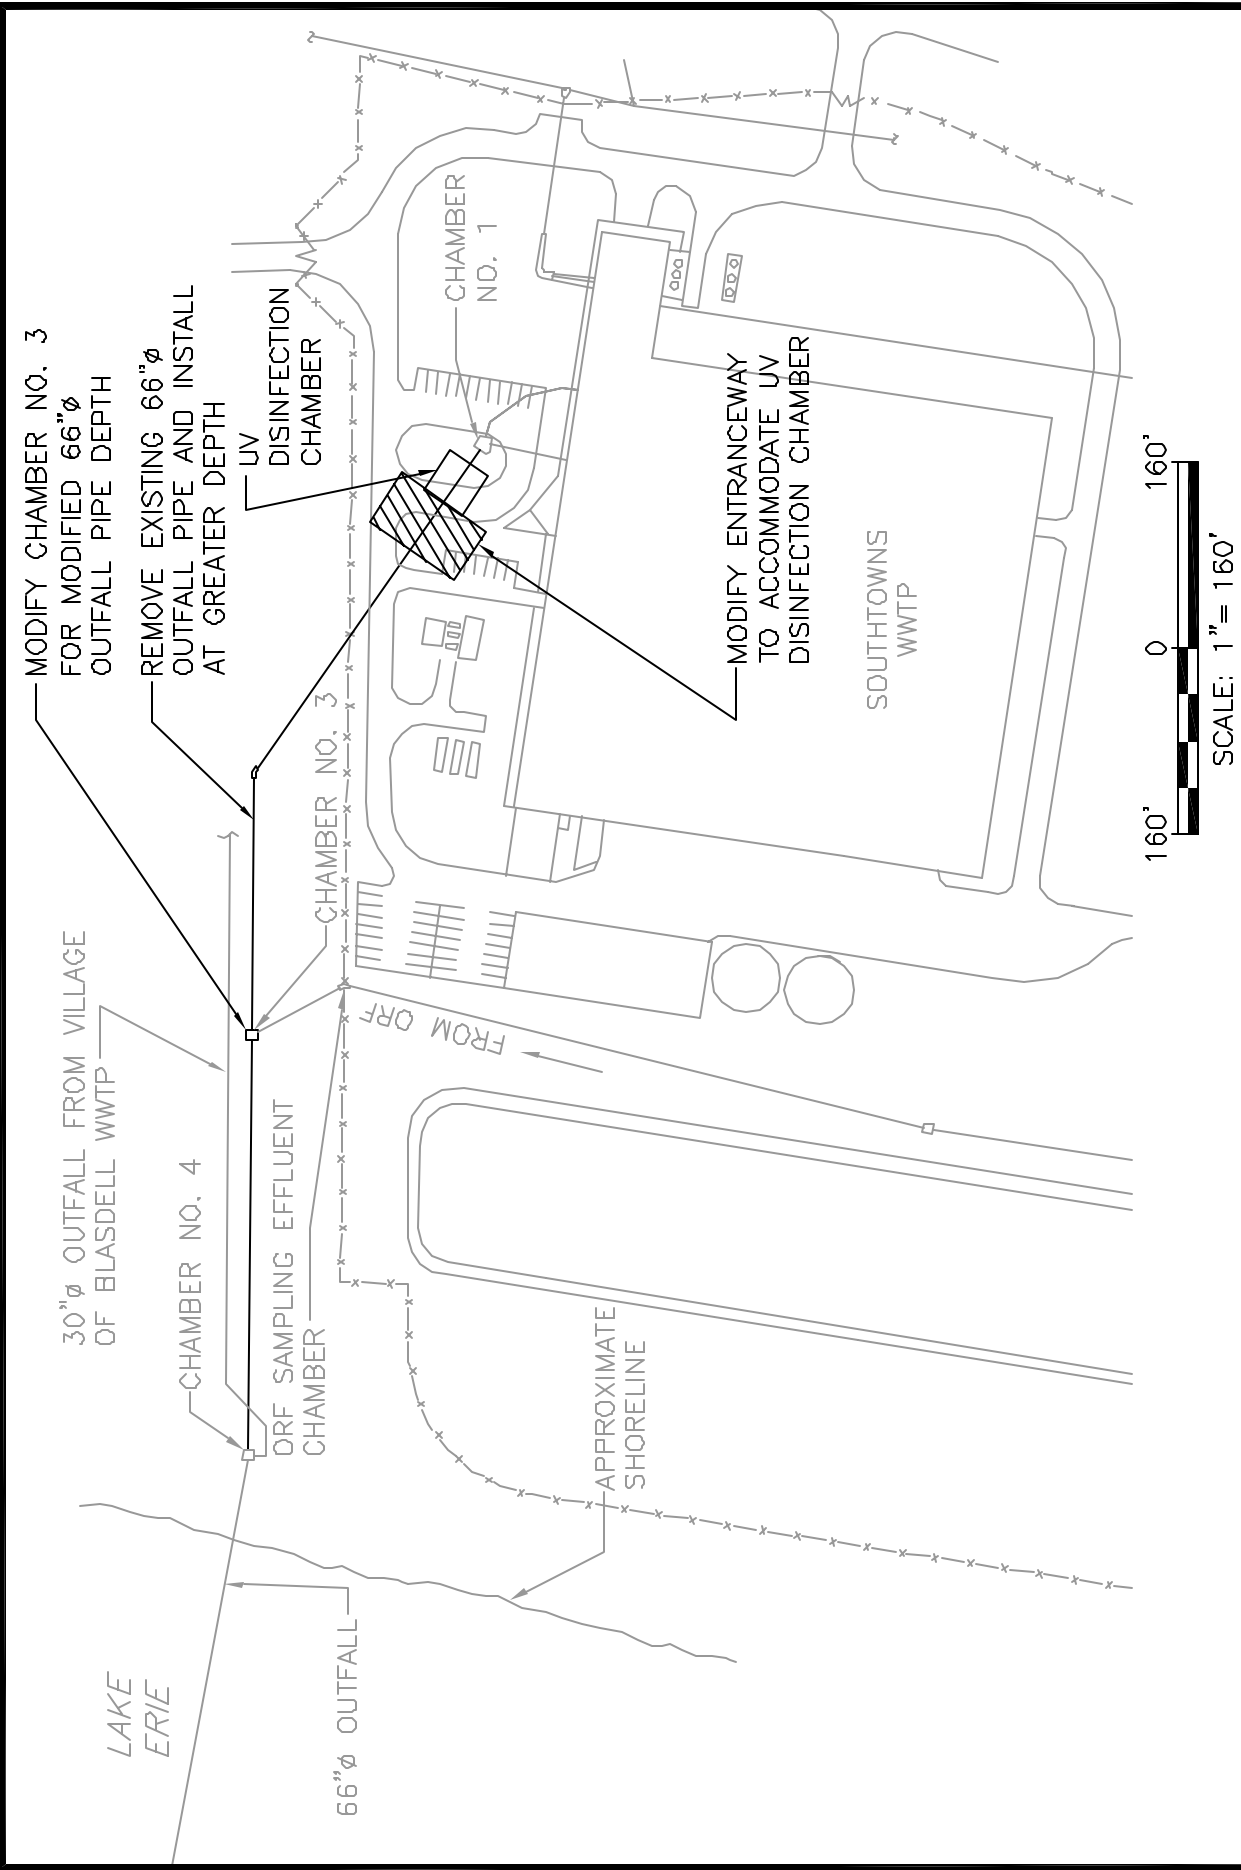 MODIFY CHAMBER NO. 3
FOR MODIFIED 66"ø
OUTFALL PIPE DEPTH
REMOVE EXISTING 66"ø
OUTFALL PIPE AND INSTALL
AT GREATER DEPTH
UV
DISINFECTION
CHAMBER
CHAMBER
NO. 1
MODIFY ENTRANCEWAY
TO ACCOMMODATE UV
DISINFECTION CHAMBER
SOUTHTOWNS
WWTP
CHAMBER NO. 3
30"ø OUTFALL FROM VILLAGE
OF BLASDELL WWTP
CHAMBER NO. 4
ORF SAMPLING EFFLUENT
CHAMBER
FROM ORF
APPROXIMATE
SHORELINE
LAKE
ERIE
66"ø OUTFALL
160' 0 160'
SCALE: 1"= 160'